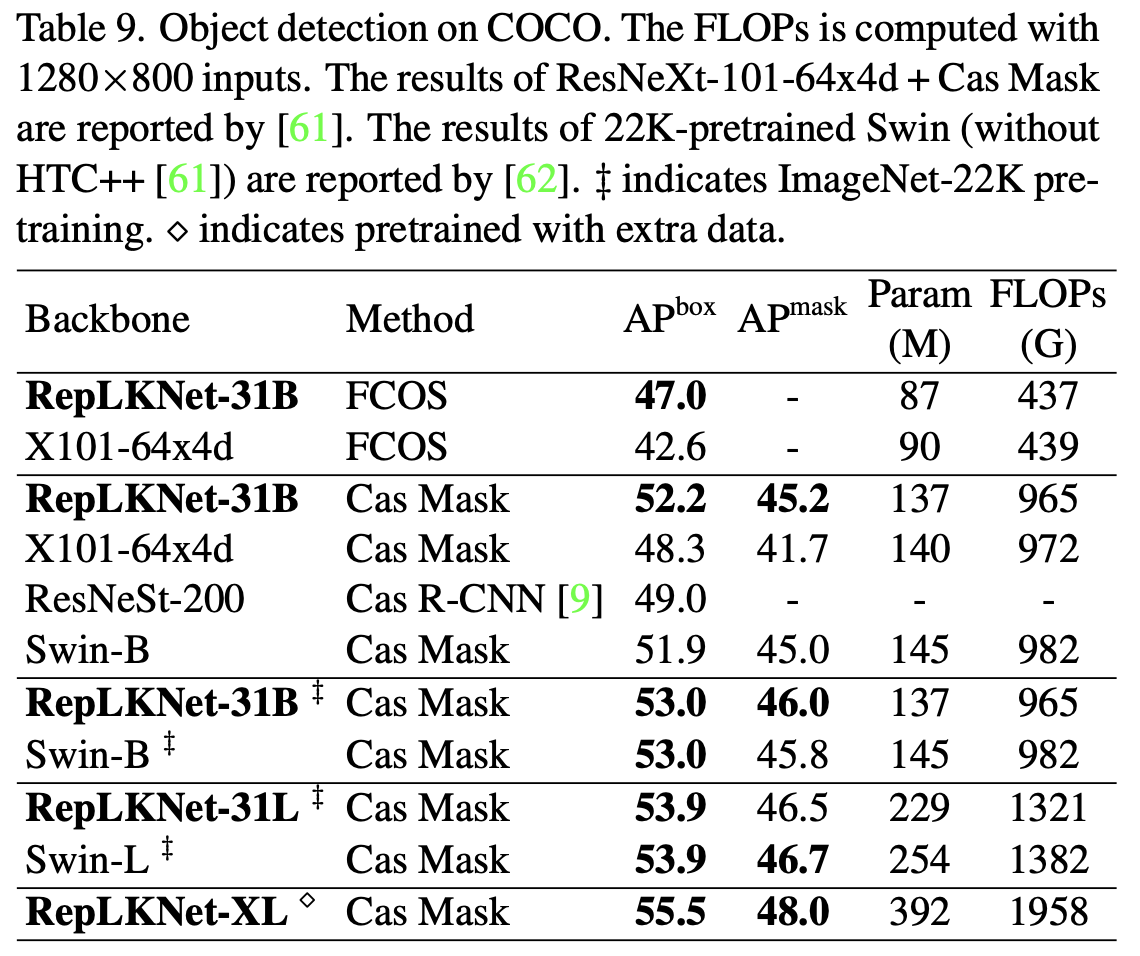 Table 9. Object detection on COCO. The FLOPs is computed with
1280×800 inputs. The results of ResNeXt-101-64x4d + Cas Mask
are reported by [61]. The results of 22K-pretrained Swin (without
HTC++ [61]) are reported by [62]. ‡ indicates ImageNet-22K pre-
training. ⋄ indicates pretrained with extra data.
Backbone Method AP^box AP^mask Param (M) FLOPs (G)
RepLKNet-31B FCOS 47.0 - 87 437
X101-64x4d FCOS 42.6 - 90 439
RepLKNet-31B Cas Mask 52.2 45.2 137 965
X101-64x4d Cas Mask 48.3 41.7 140 972
ResNeSt-200 Cas R-CNN [9] 49.0 - - -
Swin-B Cas Mask 51.9 45.0 145 982
RepLKNet-31B ‡ Cas Mask 53.0 46.0 137 965
Swin-B ‡ Cas Mask 53.0 45.8 145 982
RepLKNet-31L ‡ Cas Mask 53.9 46.5 229 1321
Swin-L ‡ Cas Mask 53.9 46.7 254 1382
RepLKNet-XL ⋄ Cas Mask 55.5 48.0 392 1958